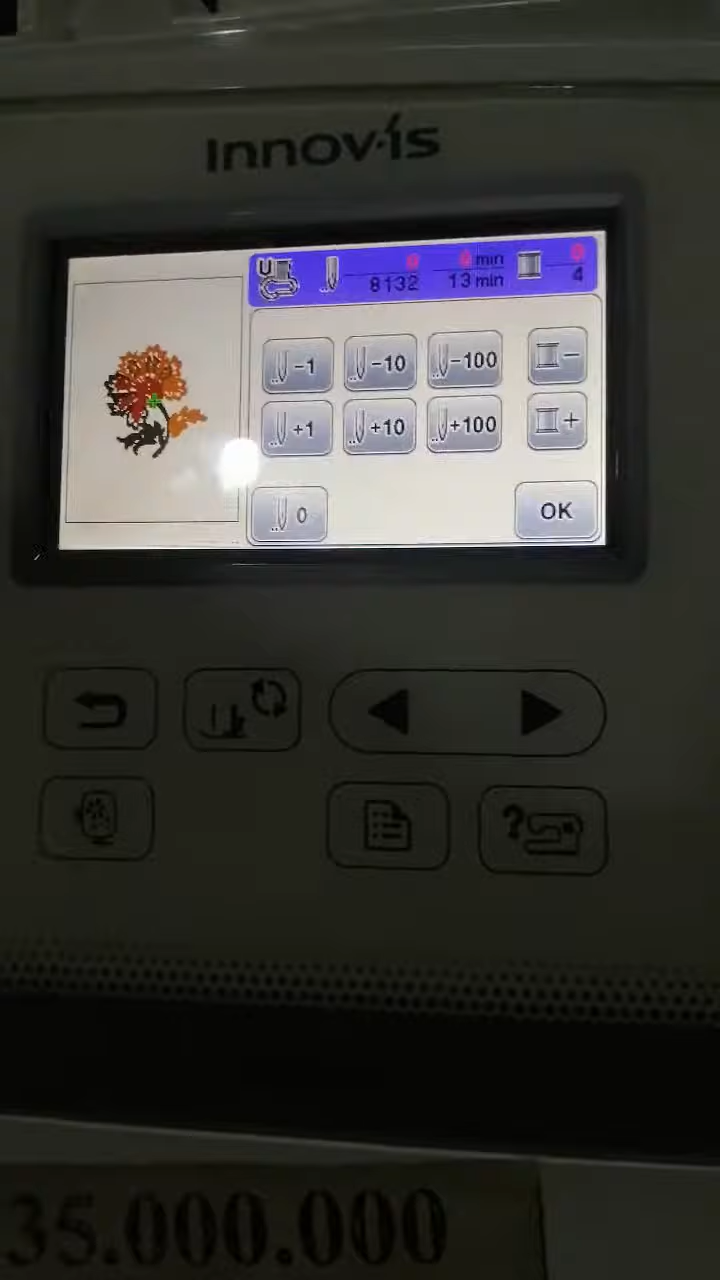 Innov-ís
U 0 0 min 0
8132 13 min 4
-1 -10 -100 -
+1 +10 +100 +
0 OK
?
35.000.000